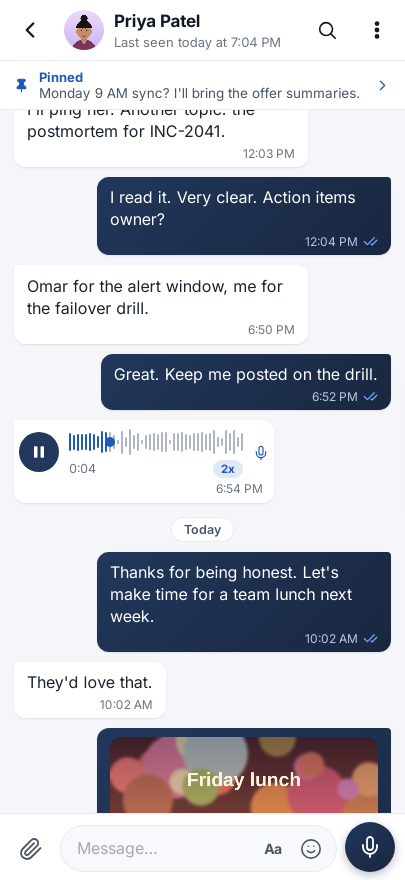 Priya Patel
Last seen today at 7:04 PM
Pinned
Monday 9 AM sync? I'll bring the offer summaries.
I'll ping her. Another topic: the
postmortem for INC-2041.
12:03 PM
I read it. Very clear. Action items
owner?
12:04 PM
Omar for the alert window, me for
the failover drill.
6:50 PM
Great. Keep me posted on the drill.
6:52 PM
0:04
2x
6:54 PM
Today
Thanks for being honest. Let's
make time for a team lunch next
week.
10:02 AM
They'd love that.
10:02 AM
Friday lunch
Message...
Aa